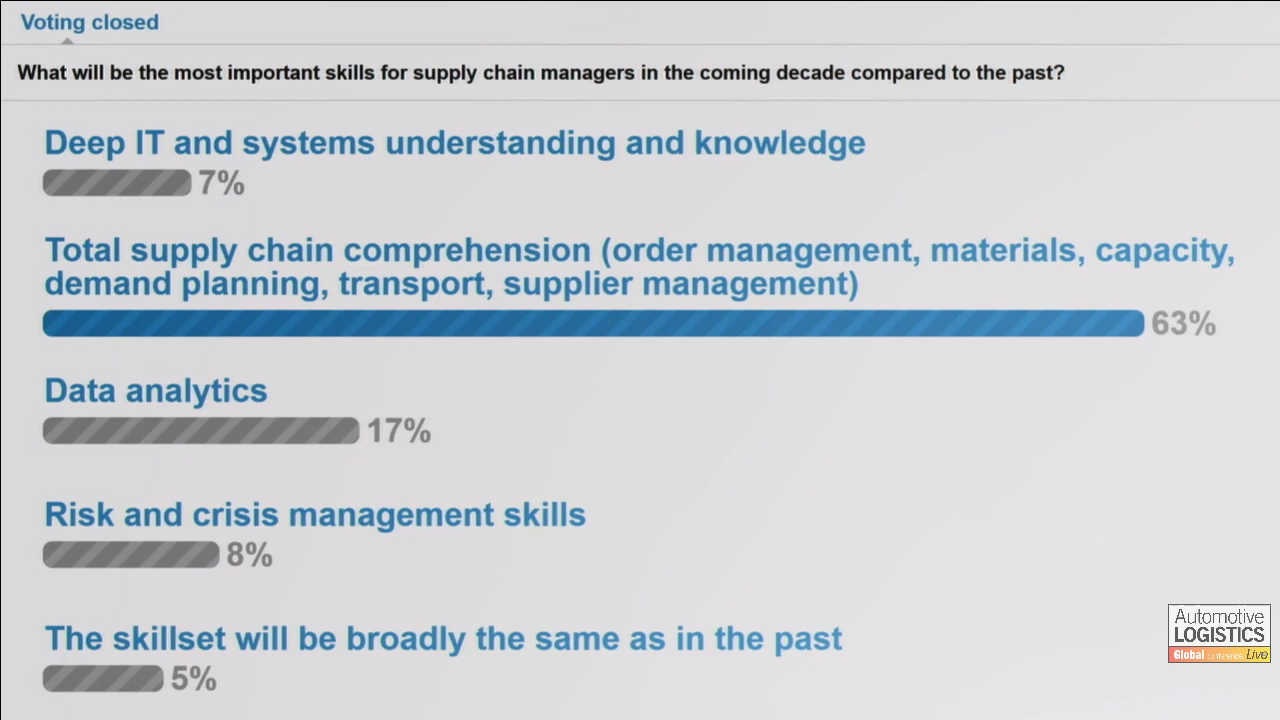 Voting closed
What will be the most important skills for supply chain managers in the coming decade compared to the past?
Deep IT and systems understanding and knowledge
7%
Total supply chain comprehension (order management, materials, capacity,
demand planning, transport, supplier management)
63%
Data analytics
17%
Risk and crisis management skills
8%
The skillset will be broadly the same as in the past
5%
Automotive
LOGISTICS
Global conference Live